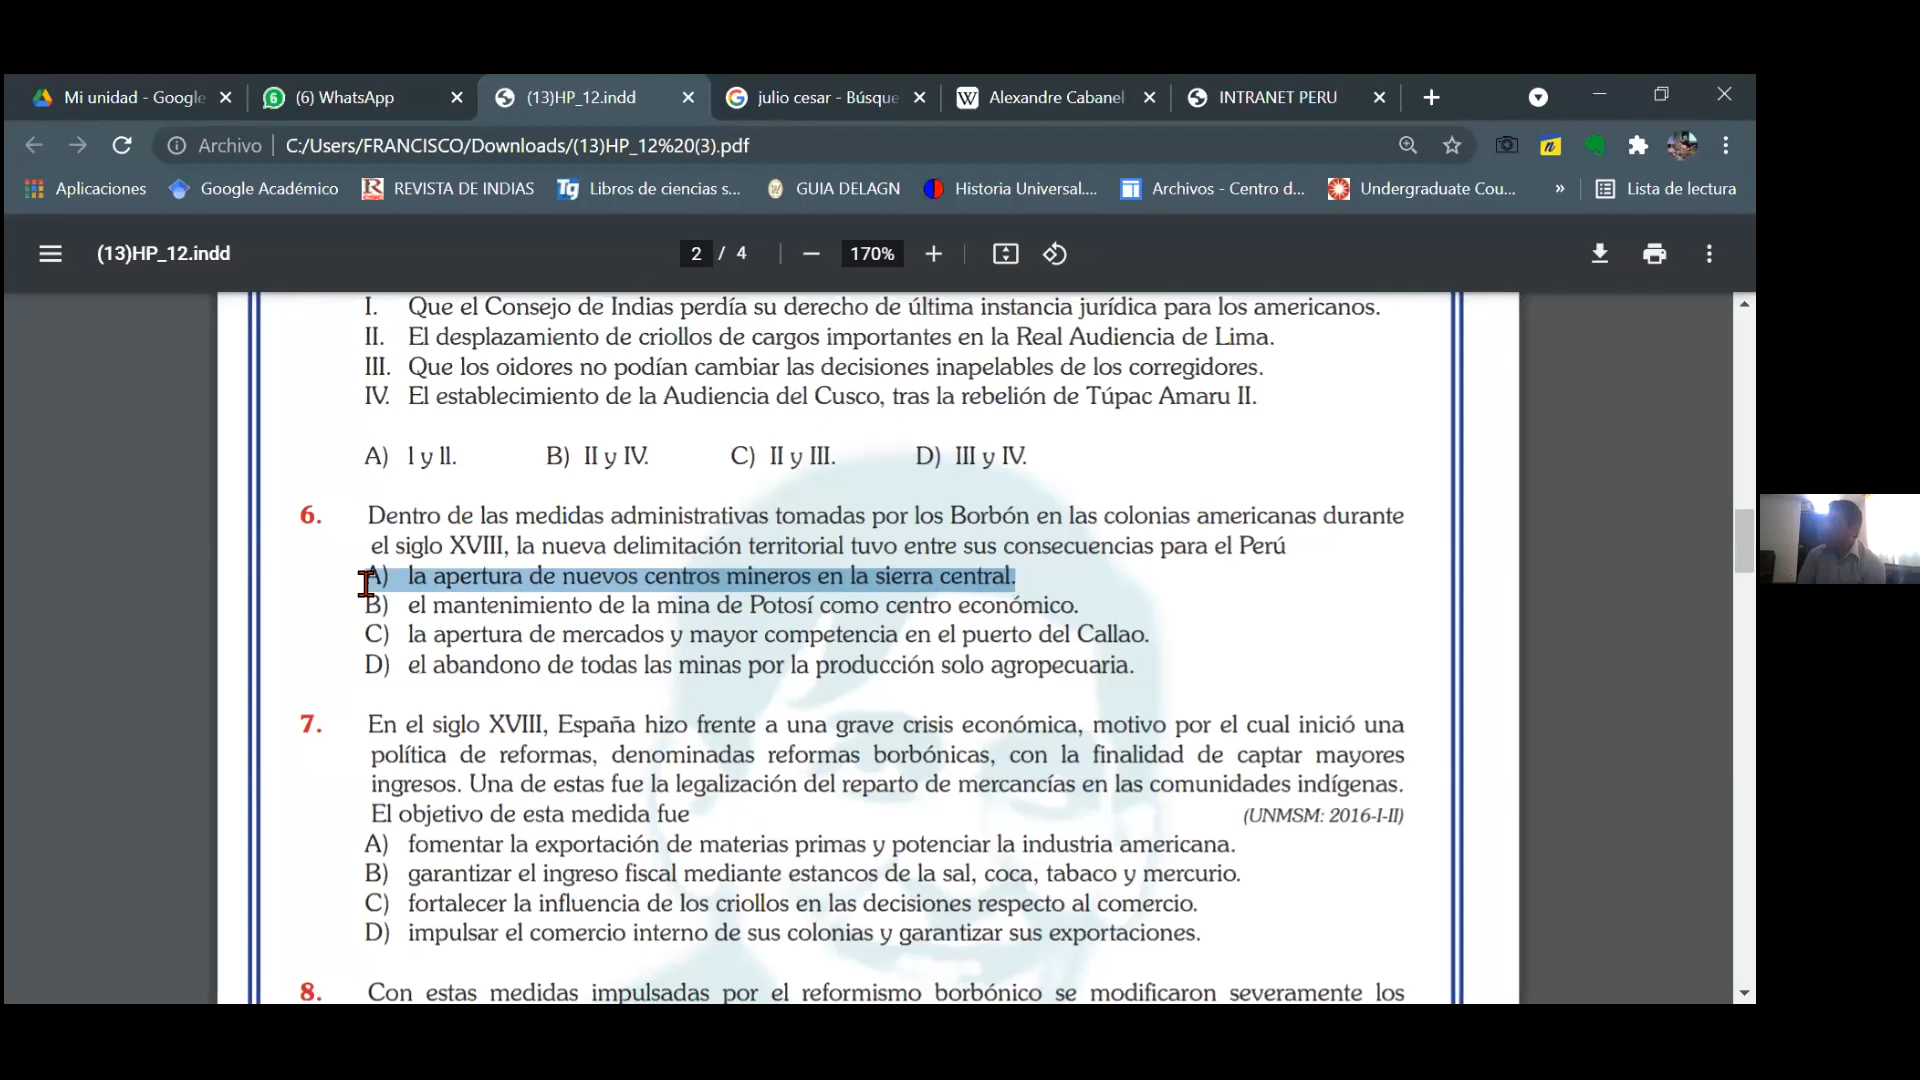 Mi unidad - Google
(6) WhatsApp
(13)HP_12.indd
julio cesar - Búsque
Alexandre Cabanel
INTRANET PERU
Archivo
C:/Users/FRANCISCO/Downloads/(13)HP_12%20(3).pdf
Aplicaciones
Google Académico
REVISTA DE INDIAS
Libros de ciencias s...
GUIA DELAGN
Historia Universal....
Archivos - Centro d...
Undergraduate Cou...
»
Lista de lectura
(13)HP_12.indd
2 / 4
170%
I. Que el Consejo de Indias perdía su derecho de última instancia jurídica para los americanos.
II. El desplazamiento de criollos de cargos importantes en la Real Audiencia de Lima.
III. Que los oidores no podían cambiar las decisiones inapelables de los corregidores.
IV. El establecimiento de la Audiencia del Cusco, tras la rebelión de Túpac Amaru II.
A) I y II. B) II y IV. C) II y III. D) III y IV.
6. Dentro de las medidas administrativas tomadas por los Borbón en las colonias americanas durante
el siglo XVIII, la nueva delimitación territorial tuvo entre sus consecuencias para el Perú
A) la apertura de nuevos centros mineros en la sierra central.
B) el mantenimiento de la mina de Potosí como centro económico.
C) la apertura de mercados y mayor competencia en el puerto del Callao.
D) el abandono de todas las minas por la producción solo agropecuaria.
7. En el siglo XVIII, España hizo frente a una grave crisis económica, motivo por el cual inició una
política de reformas, denominadas reformas borbónicas, con la finalidad de captar mayores
ingresos. Una de estas fue la legalización del reparto de mercancías en las comunidades indígenas.
El objetivo de esta medida fue (UNMSM: 2016-I-II)
A) fomentar la exportación de materias primas y potenciar la industria americana.
B) garantizar el ingreso fiscal mediante estancos de la sal, coca, tabaco y mercurio.
C) fortalecer la influencia de los criollos en las decisiones respecto al comercio.
D) impulsar el comercio interno de sus colonias y garantizar sus exportaciones.
8. Con estas medidas impulsadas por el reformismo borbónico se modificaron severamente los